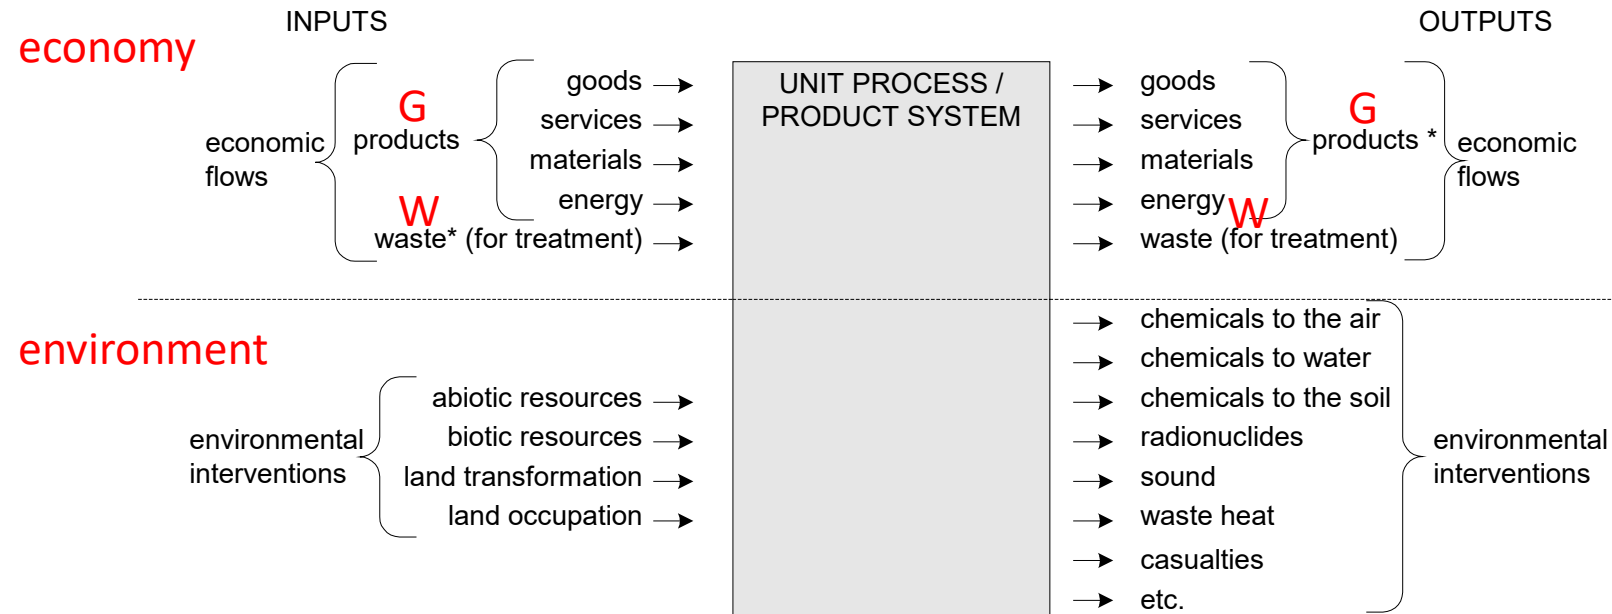 INPUTS
OUTPUTS
economy
economic
flows
G
products
W
goods
services
materials
energy
waste* (for treatment)
UNIT PROCESS /
PRODUCT SYSTEM
goods
services
materials
energy
W
waste (for treatment)
G
products *
economic
flows
environment
environmental
interventions
abiotic resources
biotic resources
land transformation
land occupation
chemicals to the air
chemicals to water
chemicals to the soil
radionuclides
sound
waste heat
casualties
etc.
environmental
interventions